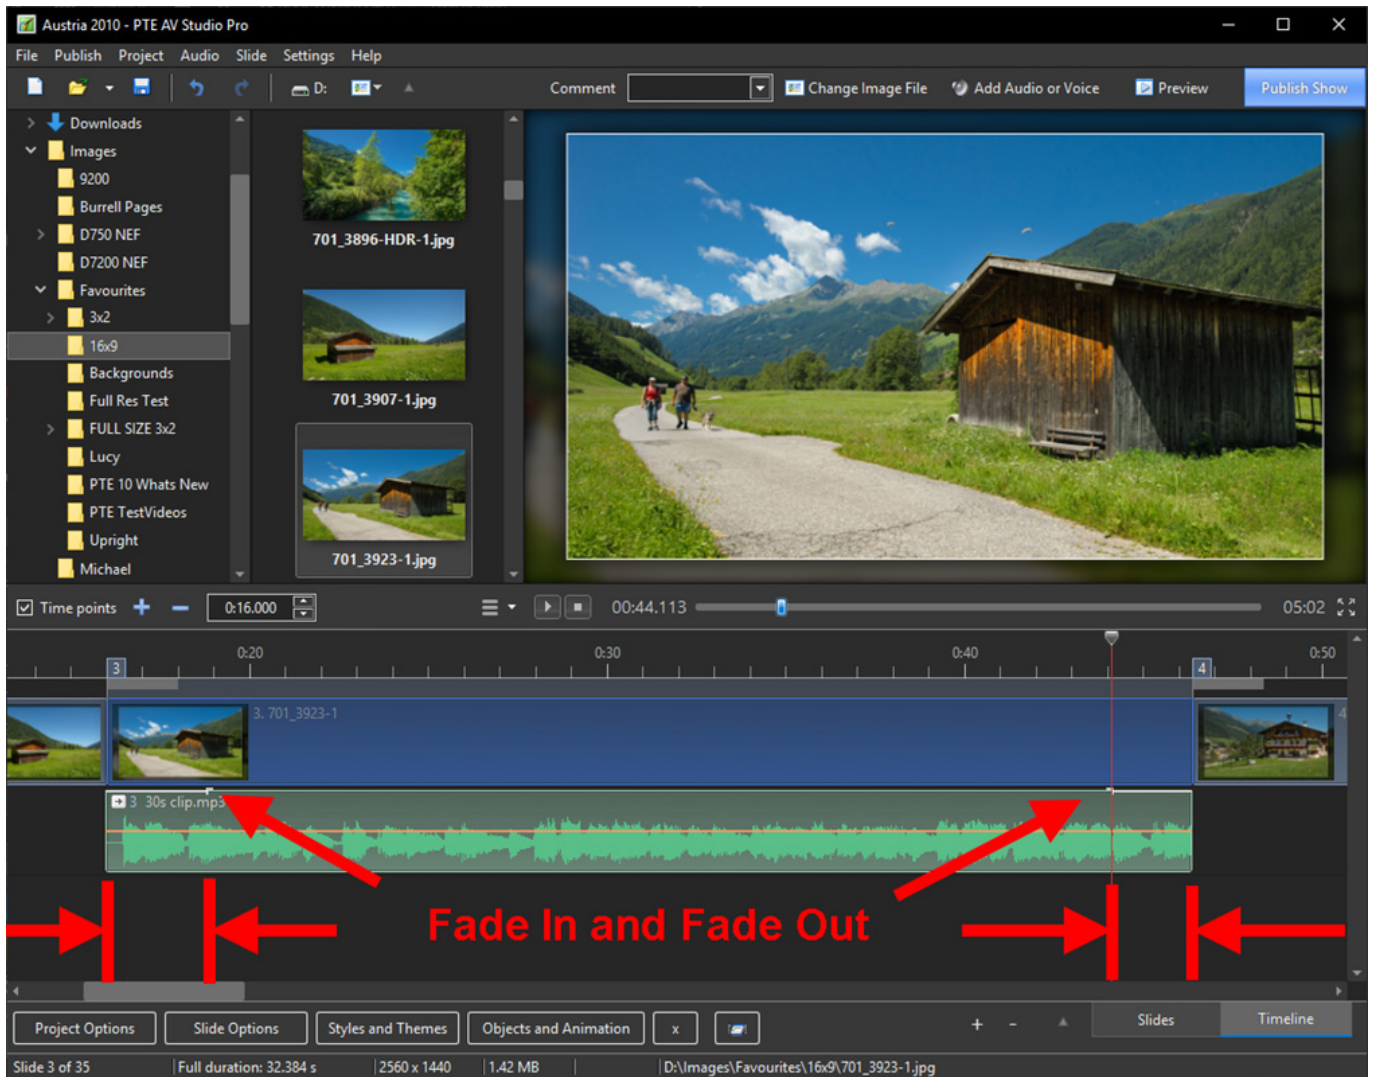 Austria 2010 - PTE AV Studio Pro
File Publish Project Audio Slide Settings Help
D: Comment Change Image File Add Audio or Voice Preview Publish Show
Downloads
Images
9200
Burrell Pages
D750 NEF
D7200 NEF
Favourites
3x2
16x9
Backgrounds
Full Res Test
FULL SIZE 3x2
Lucy
PTE 10 Whats New
PTE TestVideos
Upright
Michael
701_3896-HDR-1.jpg
701_3907-1.jpg
701_3923-1.jpg
Time points 0:16.000 00:44.113 05:02
0:20 0:30 0:40 0:50
3 4
3. 701_3923-1 4
3 30s clip.mp3
Fade In and Fade Out
Project Options Slide Options Styles and Themes Objects and Animation x + - Slides Timeline
Slide 3 of 35 Full duration: 32.384 s 2560 x 1440 1.42 MB D:\Images\Favourites\16x9\701_3923-1.jpg